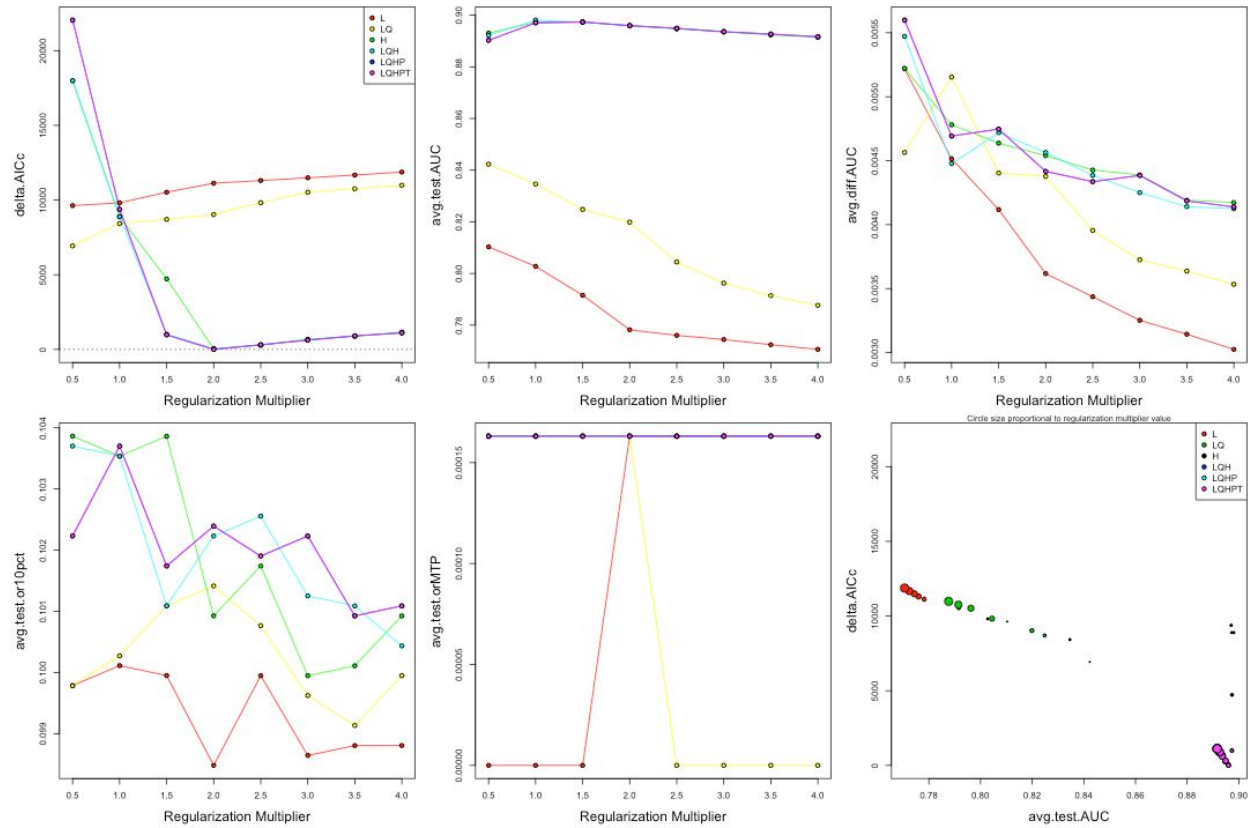 L
LQ
H
LQH
LQHP
LQHPT
delta.AICc
0
5000
10000
15000
20000
0.5 1.0 1.5 2.0 2.5 3.0 3.5 4.0
Regularization Multiplier
avg.test.AUC
0.78 0.80 0.82 0.84 0.86 0.88 0.90
0.5 1.0 1.5 2.0 2.5 3.0 3.5 4.0
Regularization Multiplier
avg.diff.AUC
0.0030 0.0035 0.0040 0.0045 0.0050 0.0055
0.5 1.0 1.5 2.0 2.5 3.0 3.5 4.0
Regularization Multiplier
avg.test.or10pct
0.099 0.100 0.101 0.102 0.103 0.104
0.5 1.0 1.5 2.0 2.5 3.0 3.5 4.0
Regularization Multiplier
avg.test.orMTP
0.00000 0.00005 0.00010 0.00015
0.5 1.0 1.5 2.0 2.5 3.0 3.5 4.0
Regularization Multiplier
Circle size proportional to regularization multiplier value
L
LQ
H
LQH
LQHP
LQHPT
delta.AICc
0 5000 10000 15000 20000
0.78 0.80 0.82 0.84 0.86 0.88 0.90
avg.test.AUC